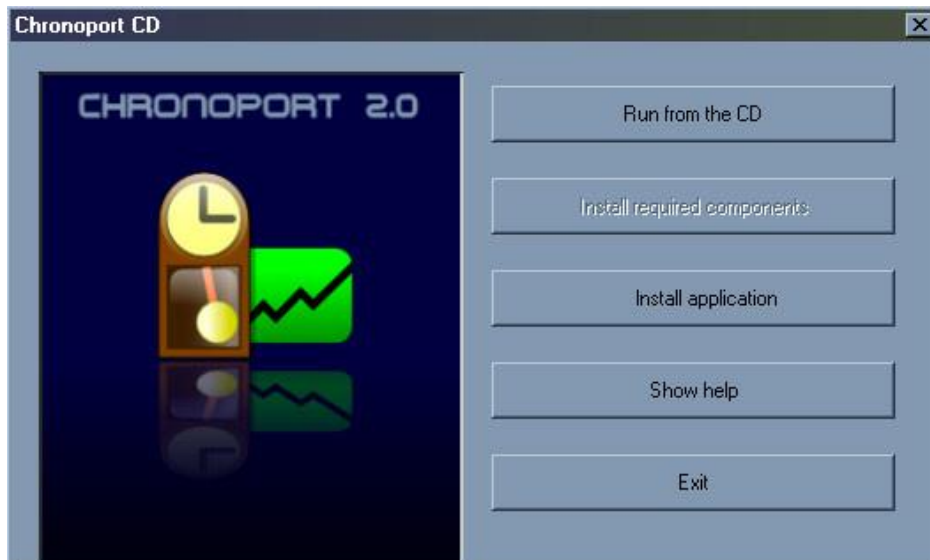 Chronoport CD
CHRONOPORT 2.0
Run from the CD
Install required components
Install application
Show help
Exit